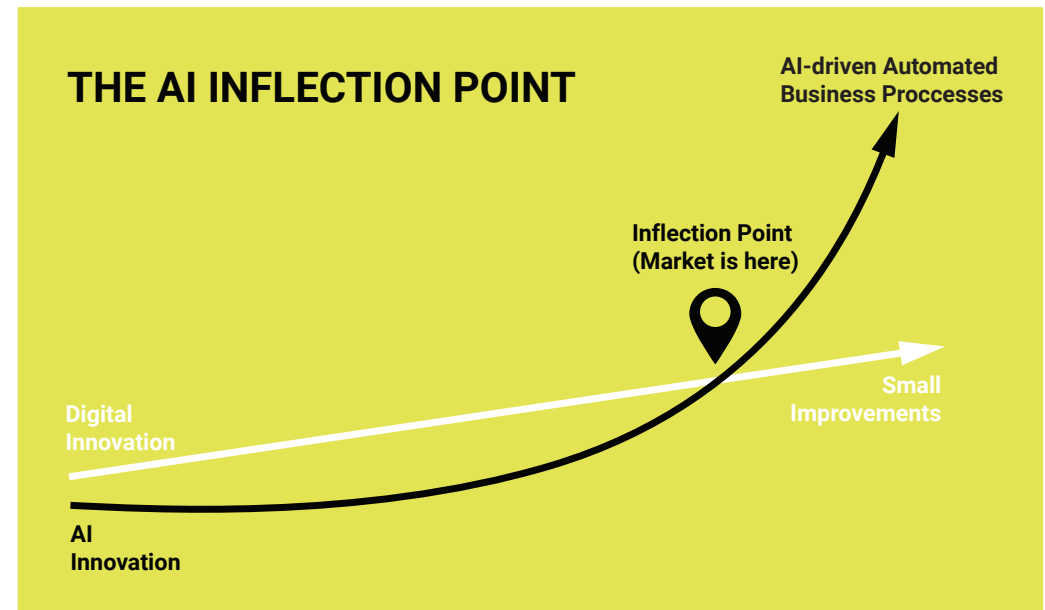 THE AI INFLECTION POINT
AI-driven Automated
Business Proccesses
Inflection Point
(Market is here)
Small
Improvements
Digital
Innovation
AI
Innovation